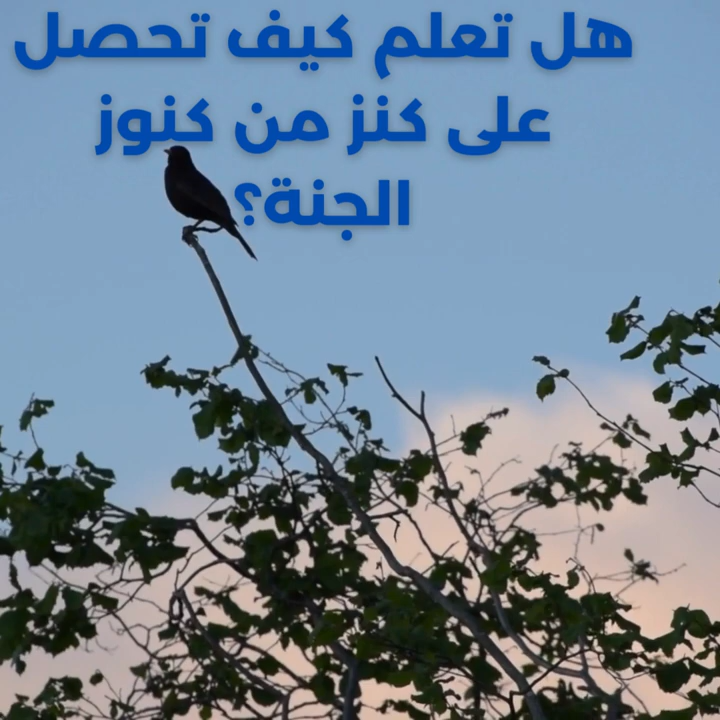 هل تعلم كيف تحصل
على كنز من كنوز
الجنة؟